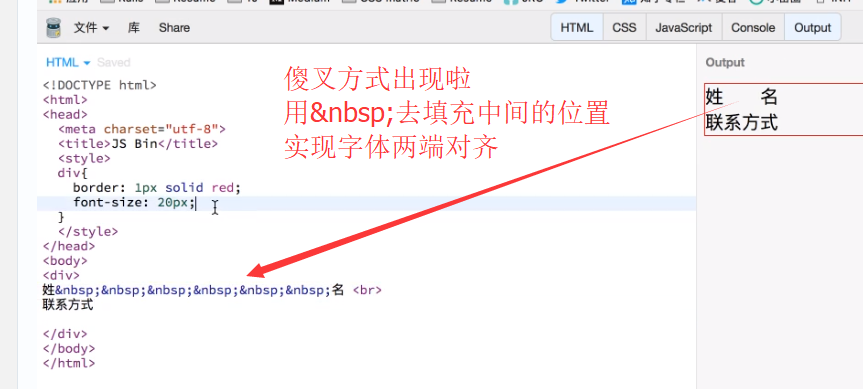 文件 库 Share HTML CSS JavaScript Console Output
HTML Saved
Output
<!DOCTYPE html>
<html>
<head>
<meta charset="utf-8">
<title>JS Bin</title>
<style>
div{
border: 1px solid red;
font-size: 20px;
}
</style>
</head>
<body>
<div>
姓&nbsp;&nbsp;&nbsp;&nbsp;&nbsp;&nbsp;名 <br>
联系方式
</div>
</body>
</html>
傻叉方式出现啦
用&nbsp;去填充中间的位置
实现字体两端对齐
姓 名
联系方式